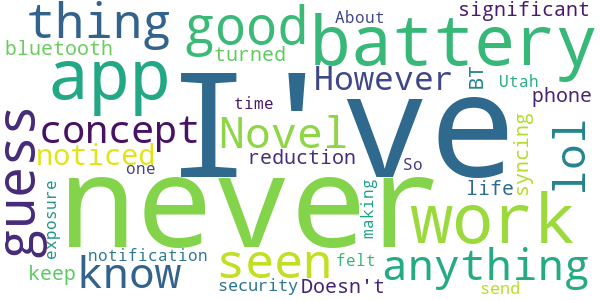 thing
good
About
significant
bluetooth
turned
battery
app
I've
However
BT
Utah
phone
guess
concept
time
Novel
lol
noticed
one
reduction
So
syncing
never
life
work
exposure
making
seen
anything
know
notification
felt
keep
security
Doesn't
send